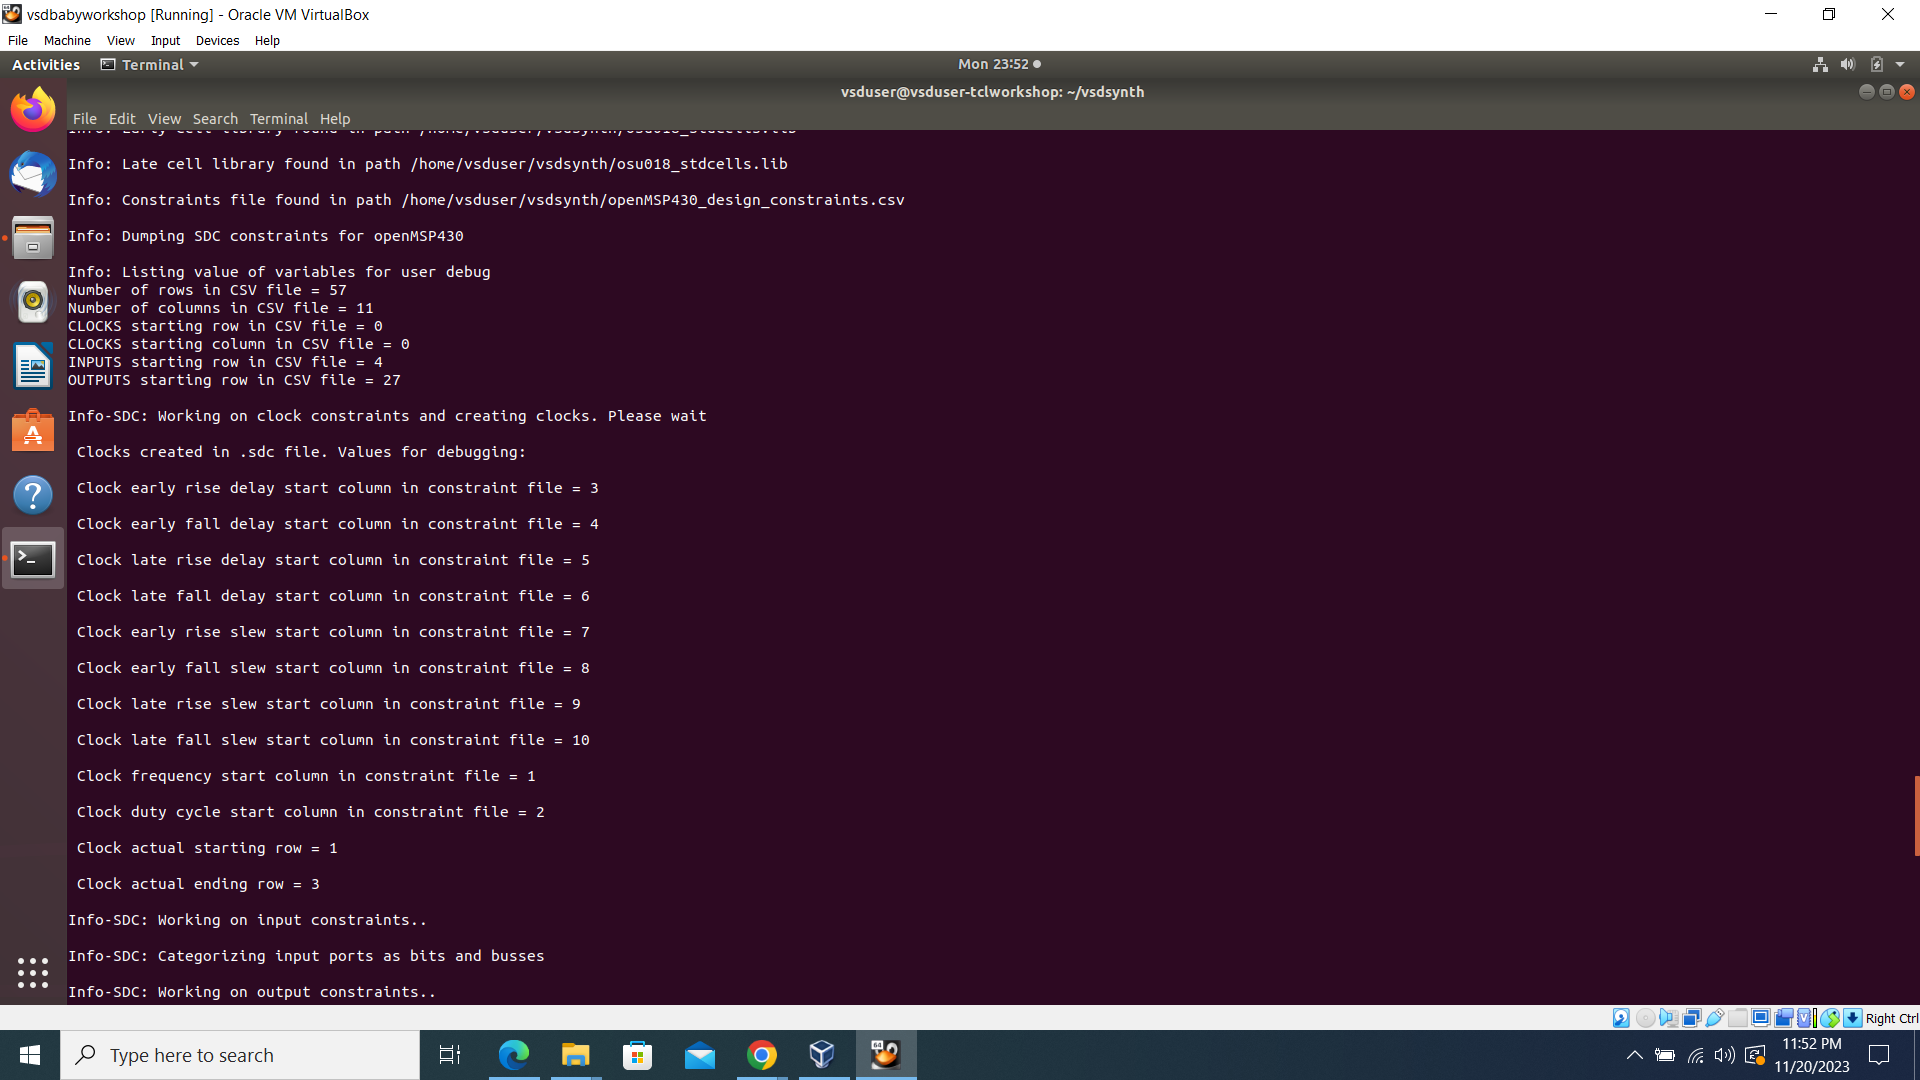 vsdbabyworkshop [Running] - Oracle VM VirtualBox
File Machine View Input Devices Help
Activities Terminal Mon 23:52
vsduser@vsduser-tclworkshop: ~/vsdsynth
File Edit View Search Terminal Help
Info: Early cell library found in path /home/vsduser/vsdsynth/osu018_stdcells.lib
Info: Late cell library found in path /home/vsduser/vsdsynth/osu018_stdcells.lib
Info: Constraints file found in path /home/vsduser/vsdsynth/openMSP430_design_constraints.csv
Info: Dumping SDC constraints for openMSP430
Info: Listing value of variables for user debug
Number of rows in CSV file = 57
Number of columns in CSV file = 11
CLOCKS starting row in CSV file = 0
CLOCKS starting column in CSV file = 0
INPUTS starting row in CSV file = 4
OUTPUTS starting row in CSV file = 27
Info-SDC: Working on clock constraints and creating clocks. Please wait
Clocks created in .sdc file. Values for debugging:
Clock early rise delay start column in constraint file = 3
Clock early fall delay start column in constraint file = 4
Clock late rise delay start column in constraint file = 5
Clock late fall delay start column in constraint file = 6
Clock early rise slew start column in constraint file = 7
Clock early fall slew start column in constraint file = 8
Clock late rise slew start column in constraint file = 9
Clock late fall slew start column in constraint file = 10
Clock frequency start column in constraint file = 1
Clock duty cycle start column in constraint file = 2
Clock actual starting row = 1
Clock actual ending row = 3
Info-SDC: Working on input constraints..
Info-SDC: Categorizing input ports as bits and busses
Info-SDC: Working on output constraints..
Right Ctrl
Type here to search
11:52 PM
11/20/2023